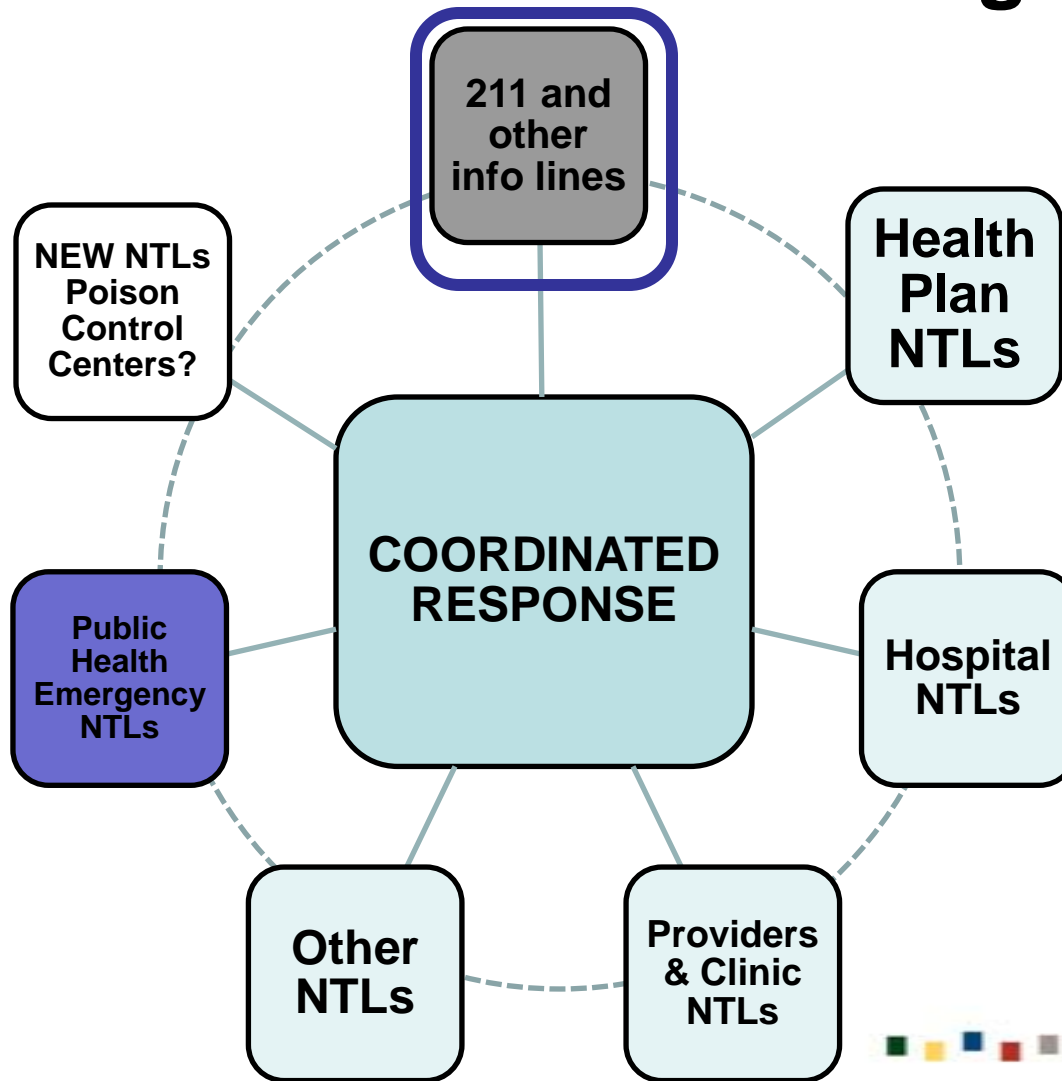 g
211 and
other
info lines
Health
Plan
NTLs
Hospital
NTLs
Providers
& Clinic
NTLs
Other
NTLs
Public
Health
Emergency
NTLs
NEW NTLs
Poison
Control
Centers?
COORDINATED
RESPONSE